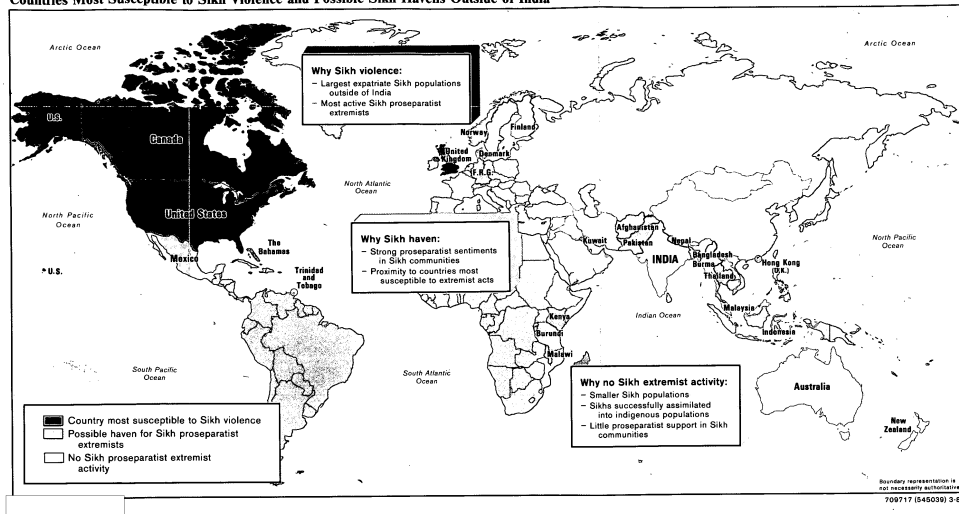 Countries Most Susceptible to Sikh Violence and Possible Sikh Havens Outside of India
Arctic Ocean
Arctic Ocean
Why Sikh violence:
– Largest expatriate Sikh populations
outside of India
– Most active Sikh proseparatist
extremists
U.S.
Canada
Norway
Finland
United
Kingdom
Denmark
F.R.G.
North Atlantic
Ocean
United States
North Pacific
Ocean
The
Bahamas
Mexico
* U.S.
Trinidad
and
Tobago
Why Sikh haven:
– Strong proseparatist sentiments
in Sikh communities
– Proximity to countries most
susceptible to extremist acts
Afghanistan
Kuwait
Pakistan
Nepal
INDIA
Bangladesh
Burma
Thailand
Hong Kong
(U.K.)
North Pacific
Ocean
Malaysia
Indonesia
Indian Ocean
Kenya
Burundi
Malawi
South Pacific
Ocean
South Atlantic
Ocean
Why no Sikh extremist activity:
– Smaller Sikh populations
– Sikhs successfully assimilated
into indigenous populations
– Little proseparatist support in Sikh
communities
Australia
New
Zealand
Country most susceptible to Sikh violence
Possible haven for Sikh proseparatist
extremists
No Sikh proseparatist extremist
activity
Boundary representation is
not necessarily authoritative
709717 (545039) 3-8